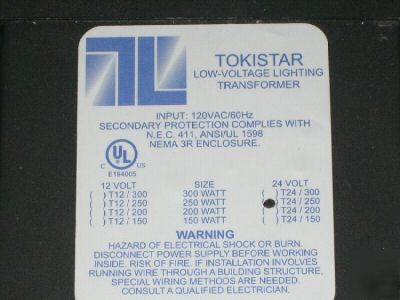 TOKISTAR
LOW-VOLTAGE LIGHTING
TRANSFORMER
INPUT: 120VAC/60Hz
SECONDARY PROTECTION COMPLIES WITH
N.E.C. 411, ANSI/UL 1598
NEMA 3R ENCLOSURE.
C UL US
E194005
12 VOLT SIZE 24 VOLT
( ) T12 / 300 300 WATT ( ) T24 / 300
( ) T12 / 250 250 WATT ( ) T24 / 250
( ) T12 / 200 200 WATT ( ) T24 / 200
( ) T12 / 150 150 WATT ( ) T24 / 150
WARNING
HAZARD OF ELECTRICAL SHOCK OR BURN.
DISCONNECT POWER SUPPLY BEFORE WORKING
INSIDE. RISK OF FIRE. IF INSTALLATION INVOLVES
RUNNING WIRE THROUGH A BUILDING STRUCTURE,
SPECIAL WIRING METHODS ARE NEEDED.
CONSULT A QUALIFIED ELECTRICIAN.